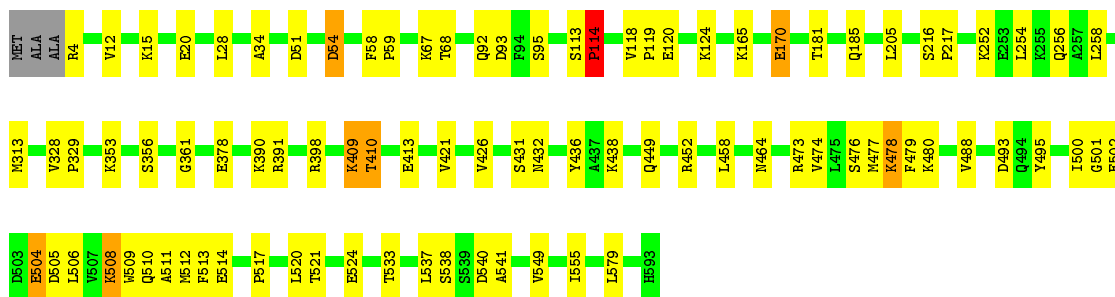 MET ALA ALA R4 V12 K15 E20 L28 A34 D51 D54 F58 P59 K67 T68 Q92 D93 F94 S95 S113 P114 V118 P119 E120 K124 K165 E170 T181 Q185 L205 S216 P217 K252 E253 L254 K255 Q256 A257 L258
M313 V328 P329 K353 S356 G361 E378 K390 R391 R398 K409 T410 E413 V421 V426 S431 N432 Y436 A437 K438 Q449 R452 L458 N464 R473 V474 L475 S476 M477 K478 F479 K480 V488 D493 Q494 Y495 I500 G501
D503 E504 D505 L506 V507 K508 W509 Q510 A511 M512 F513 E514 P517 L520 T521 E524 T533 L537 S538 S539 D540 A541 V549 I555 L579 H593